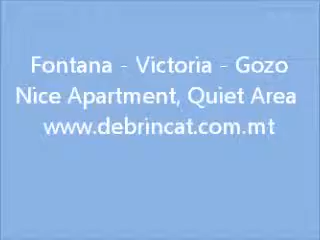 Fontana - Victoria - Gozo
Nice Apartment, Quiet Area
www.debrincat.com.mt